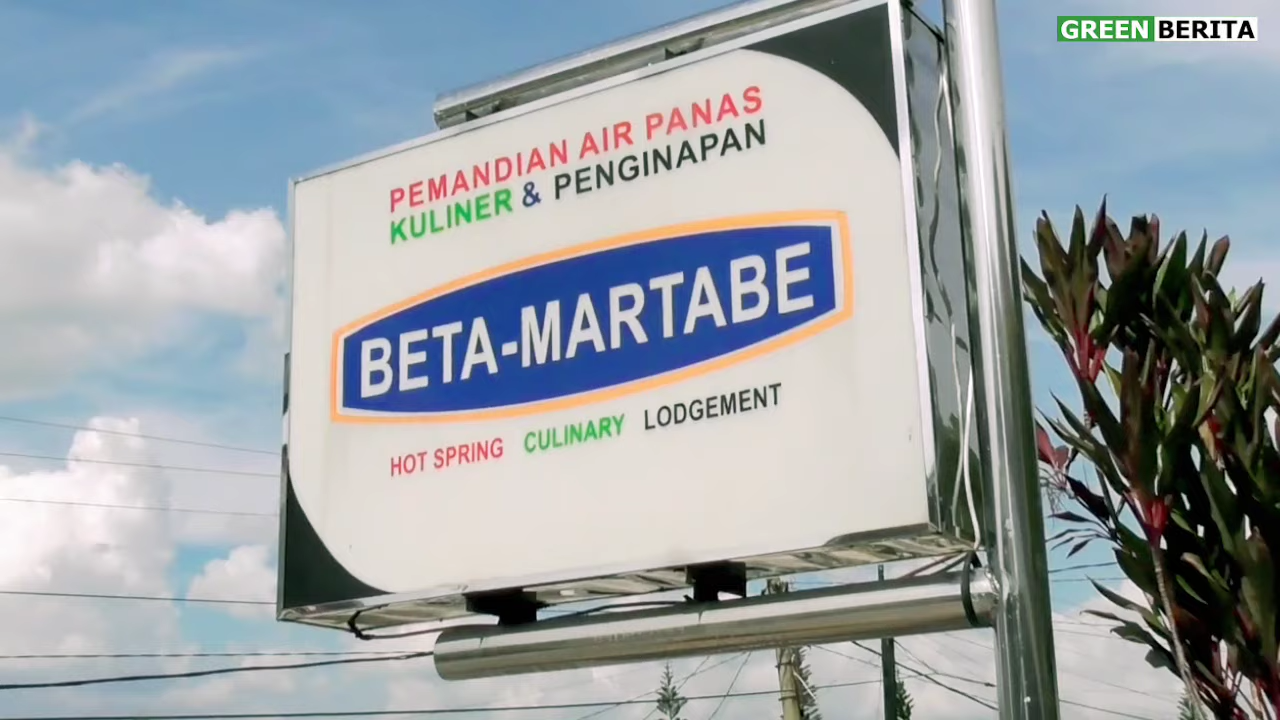 GREEN BERITA
PEMANDIAN AIR PANAS
KULINER & PENGINAPAN
BETA-MARTABE
HOT SPRING CULINARY LODGEMENT